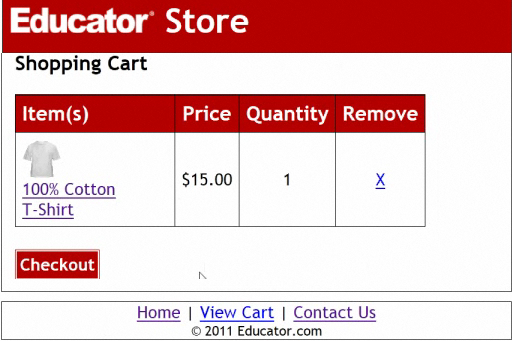 Educator® Store
Shopping Cart
Item(s) Price Quantity Remove
100% Cotton
T-Shirt
$15.00 1 X
Checkout
Home | View Cart | Contact Us
© 2011 Educator.com